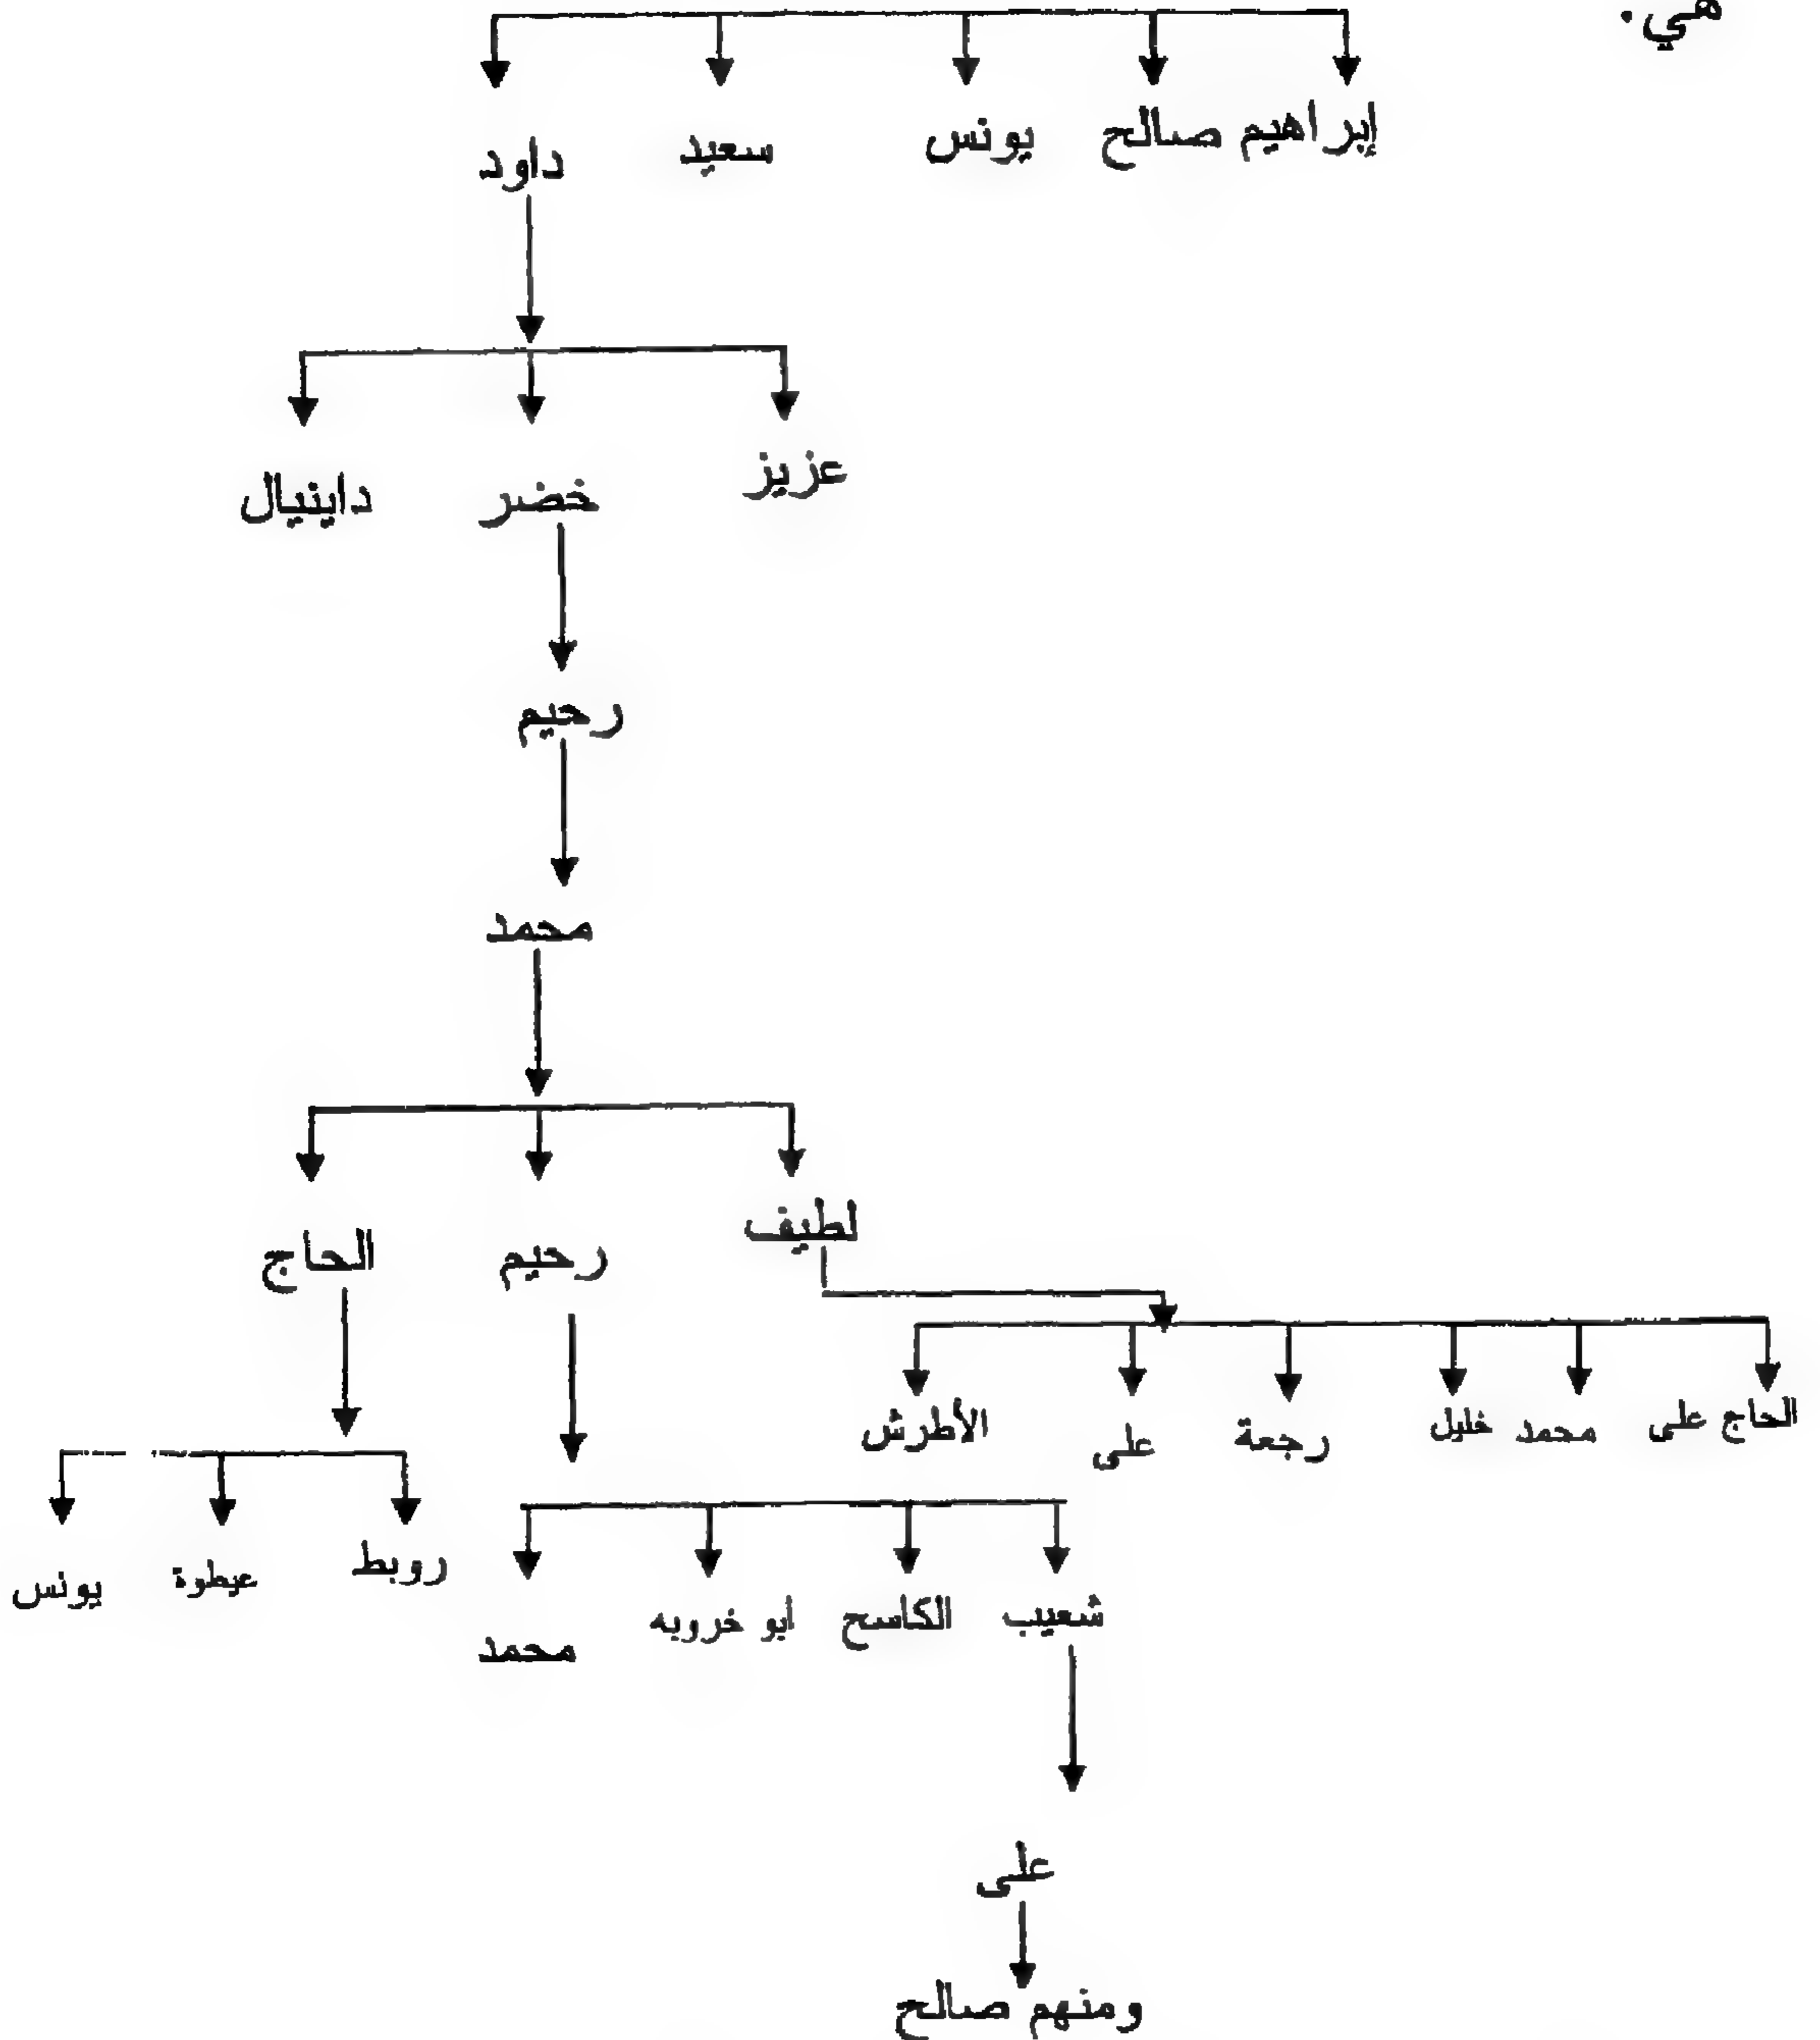 هي.
إبراهيم صالح يونس سعيد داود
عزيز خضر داينيال
رحيم
محمد
لطيف رحيم الحاج
الحاج على محمد خليل رجعة على الأطرش
روبط عيطوة يونس
شعيب الكاسح ابو خروبه محمد
على
ومنهم صالح